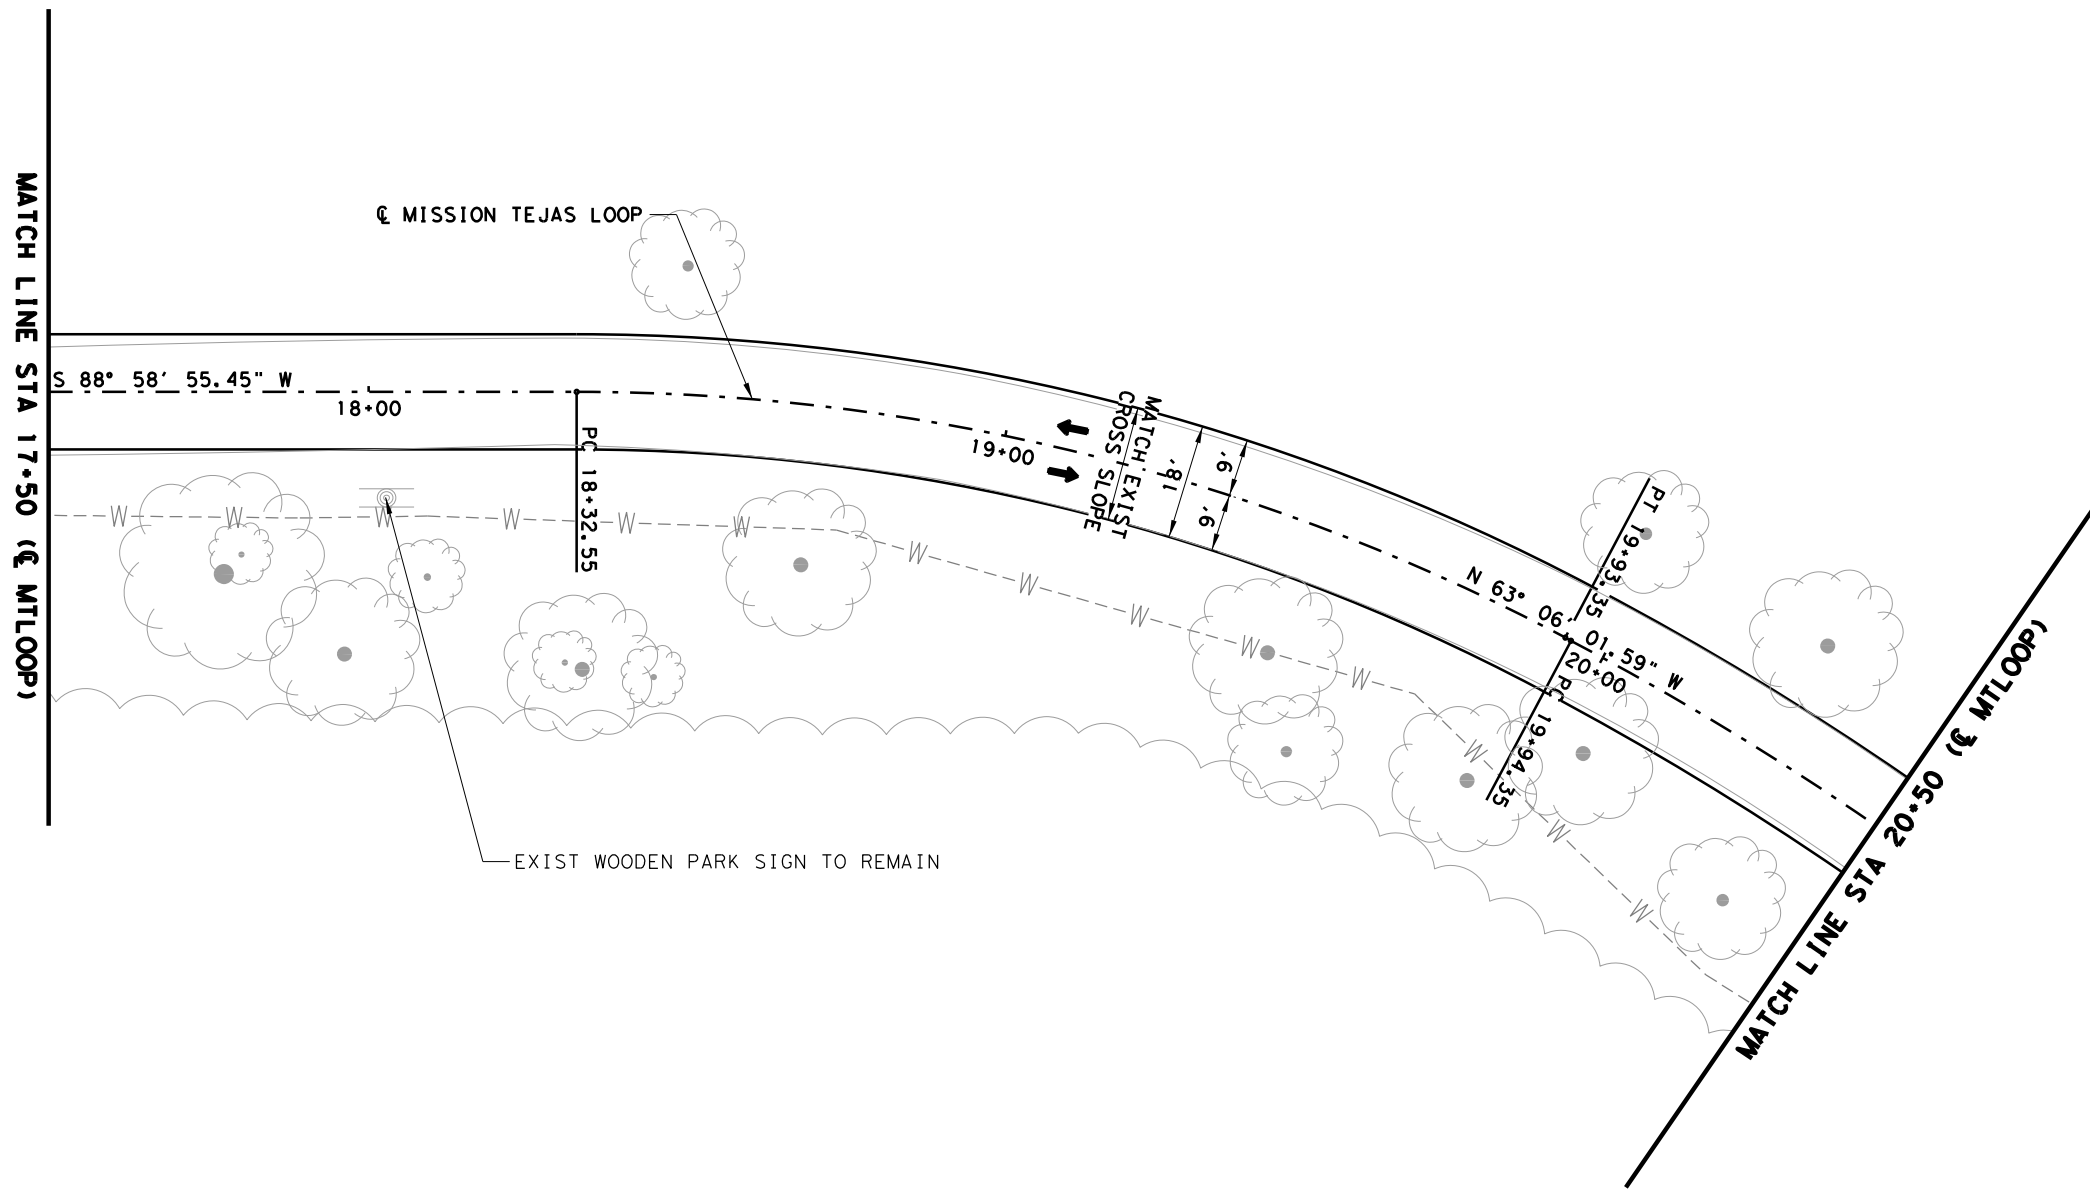 MATCH LINE STA 17+50 (℄ MTLOOP)
℄ MISSION TEJAS LOOP
S 88° 58' 55.45" W
18+00
PC 18+32.55
19+00
MATCH EXIST
CROSS SLOPE
18'
9'
9'
PT 19+93.35
N 63° 06' 01.59" W
20+00
PC 19+94.35
W
W
W
W
W
W
W
W
W
W
W
W
W
W
EXIST WOODEN PARK SIGN TO REMAIN
MATCH LINE STA 20+50 (℄ MTLOOP)